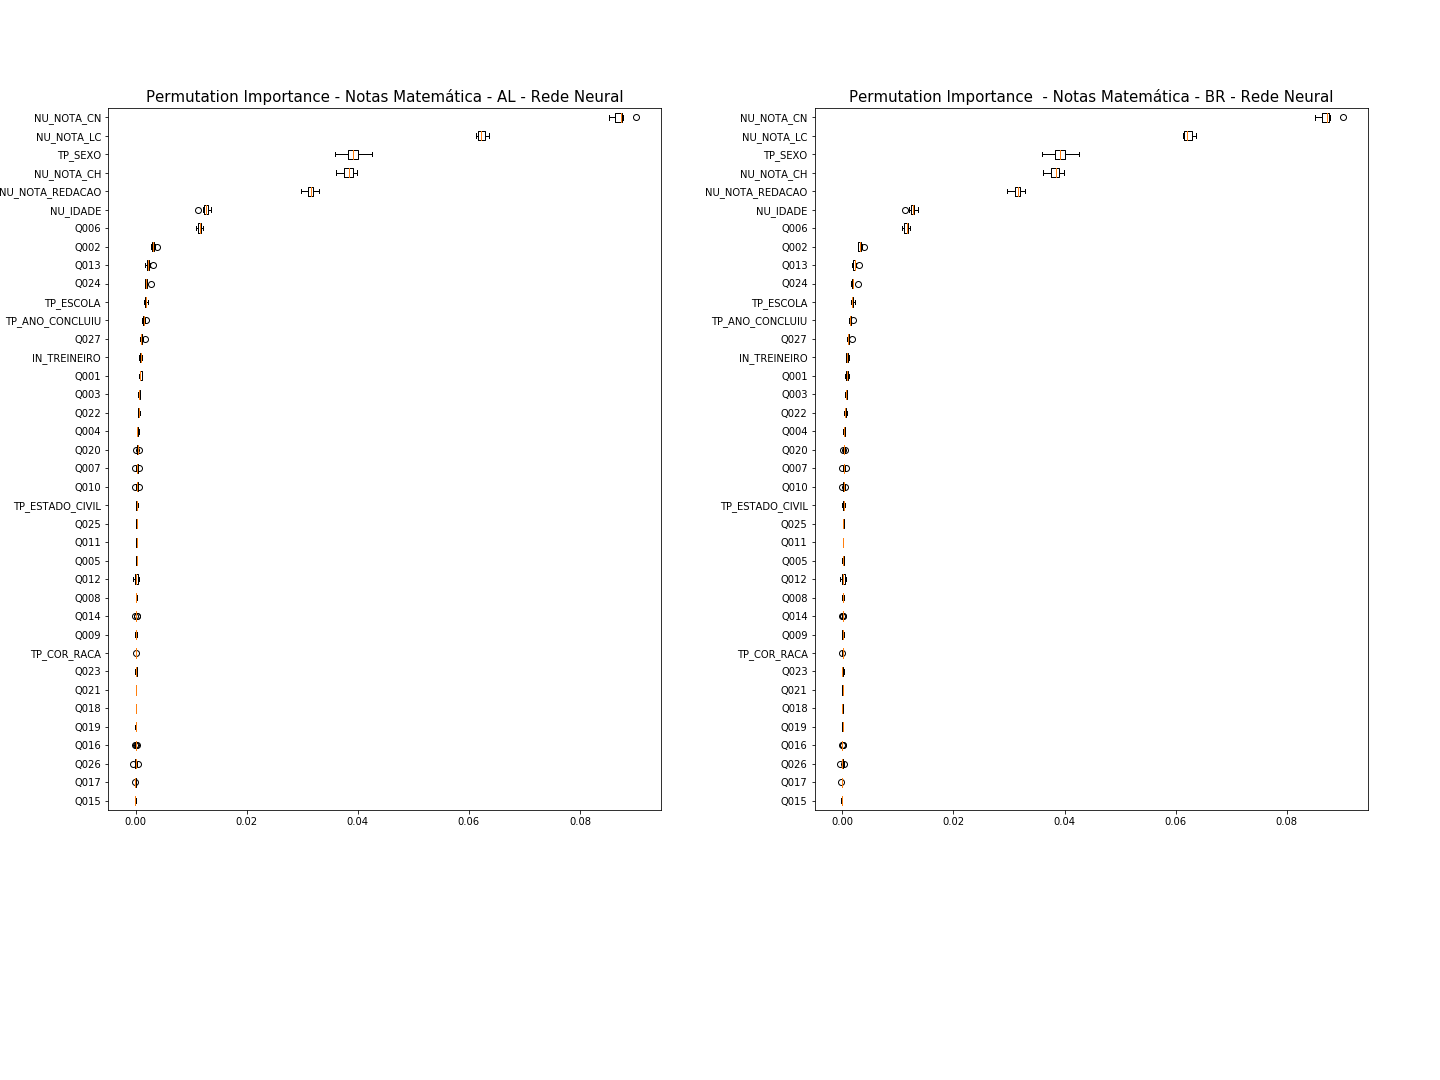 Permutation Importance - Notas Matemática - AL - Rede Neural
NU_NOTA_CN
NU_NOTA_LC
TP_SEXO
NU_NOTA_CH
NU_NOTA_REDACAO
NU_IDADE
Q006
Q002
Q013
Q024
TP_ESCOLA
TP_ANO_CONCLUIU
Q027
IN_TREINEIRO
Q001
Q003
Q022
Q004
Q020
Q007
Q010
TP_ESTADO_CIVIL
Q025
Q011
Q005
Q012
Q008
Q014
Q009
TP_COR_RACA
Q023
Q021
Q018
Q019
Q016
Q026
Q017
Q015
0.00 0.02 0.04 0.06 0.08
Permutation Importance  - Notas Matemática - BR - Rede Neural
NU_NOTA_CN
NU_NOTA_LC
TP_SEXO
NU_NOTA_CH
NU_NOTA_REDACAO
NU_IDADE
Q006
Q002
Q013
Q024
TP_ESCOLA
TP_ANO_CONCLUIU
Q027
IN_TREINEIRO
Q001
Q003
Q022
Q004
Q020
Q007
Q010
TP_ESTADO_CIVIL
Q025
Q011
Q005
Q012
Q008
Q014
Q009
TP_COR_RACA
Q023
Q021
Q018
Q019
Q016
Q026
Q017
Q015
0.00 0.02 0.04 0.06 0.08